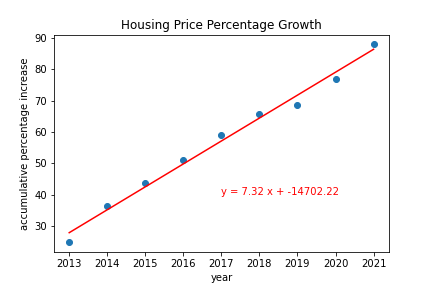 Housing Price Percentage Growth
accumulative percentage increase
90
80
70
60
50
40
30
y = 7.32 x + -14702.22
2013 2014 2015 2016 2017 2018 2019 2020 2021
year